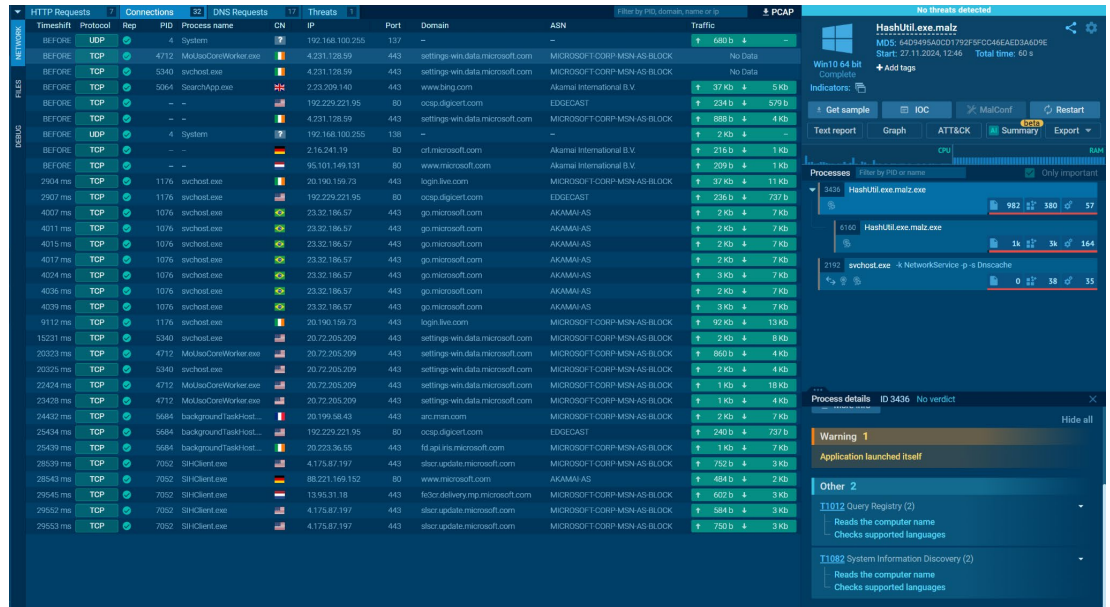 HTTP Requests 7 Connections 32 DNS Requests 17 Threats 1 Filter by PID, domain, name or ip PCAP
Timeshift Protocol Rep PID Process name CN IP Port Domain ASN Traffic
BEFORE UDP 4 System ? 192.168.100.255 137 – – 680 b –
BEFORE TCP 4712 MoUsoCoreWorker.exe 4.231.128.59 443 settings-win.data.microsoft.com MICROSOFT-CORP-MSN-AS-BLOCK No Data
BEFORE TCP 5340 svchost.exe 4.231.128.59 443 settings-win.data.microsoft.com MICROSOFT-CORP-MSN-AS-BLOCK No Data
BEFORE TCP 5064 SearchApp.exe 2.23.209.140 443 www.bing.com Akamai International B.V. 37 Kb 5 Kb
BEFORE TCP – – 192.229.221.95 80 ocsp.digicert.com EDGECAST 234 b 579 b
BEFORE TCP – – 4.231.128.59 443 settings-win.data.microsoft.com MICROSOFT-CORP-MSN-AS-BLOCK 888 b 4 Kb
BEFORE UDP 4 System ? 192.168.100.255 138 – – 2 Kb –
BEFORE TCP – – 2.16.241.19 80 crl.microsoft.com Akamai International B.V. 216 b 1 Kb
BEFORE TCP – – 95.101.149.131 80 www.microsoft.com Akamai International B.V. 209 b 1 Kb
2904 ms TCP 1176 svchost.exe 20.190.159.73 443 login.live.com MICROSOFT-CORP-MSN-AS-BLOCK 37 Kb 11 Kb
2907 ms TCP 1176 svchost.exe 192.229.221.95 80 ocsp.digicert.com EDGECAST 236 b 737 b
4007 ms TCP 1076 svchost.exe 23.32.186.57 443 go.microsoft.com AKAMAI-AS 2 Kb 7 Kb
4011 ms TCP 1076 svchost.exe 23.32.186.57 443 go.microsoft.com AKAMAI-AS 2 Kb 7 Kb
4015 ms TCP 1076 svchost.exe 23.32.186.57 443 go.microsoft.com AKAMAI-AS 2 Kb 7 Kb
4017 ms TCP 1076 svchost.exe 23.32.186.57 443 go.microsoft.com AKAMAI-AS 2 Kb 7 Kb
4024 ms TCP 1076 svchost.exe 23.32.186.57 443 go.microsoft.com AKAMAI-AS 3 Kb 7 Kb
4036 ms TCP 1076 svchost.exe 23.32.186.57 443 go.microsoft.com AKAMAI-AS 2 Kb 7 Kb
4039 ms TCP 1076 svchost.exe 23.32.186.57 443 go.microsoft.com AKAMAI-AS 3 Kb 7 Kb
9112 ms TCP 1176 svchost.exe 20.190.159.73 443 login.live.com MICROSOFT-CORP-MSN-AS-BLOCK 92 Kb 13 Kb
15231 ms TCP 5340 svchost.exe 20.72.205.209 443 settings-win.data.microsoft.com MICROSOFT-CORP-MSN-AS-BLOCK 2 Kb 8 Kb
20323 ms TCP 4712 MoUsoCoreWorker.exe 20.72.205.209 443 settings-win.data.microsoft.com MICROSOFT-CORP-MSN-AS-BLOCK 860 b 4 Kb
20325 ms TCP 5340 svchost.exe 20.72.205.209 443 settings-win.data.microsoft.com MICROSOFT-CORP-MSN-AS-BLOCK 2 Kb 4 Kb
22424 ms TCP 4712 MoUsoCoreWorker.exe 20.72.205.209 443 settings-win.data.microsoft.com MICROSOFT-CORP-MSN-AS-BLOCK 1 Kb 18 Kb
23428 ms TCP 4712 MoUsoCoreWorker.exe 20.72.205.209 443 settings-win.data.microsoft.com MICROSOFT-CORP-MSN-AS-BLOCK 1 Kb 4 Kb
24432 ms TCP 5684 backgroundTaskHost... 20.199.58.43 443 arc.msn.com MICROSOFT-CORP-MSN-AS-BLOCK 2 Kb 7 Kb
25434 ms TCP 5684 backgroundTaskHost... 192.229.221.95 80 ocsp.digicert.com EDGECAST 240 b 737 b
25439 ms TCP 5684 backgroundTaskHost... 20.223.36.55 443 fd.api.iris.microsoft.com MICROSOFT-CORP-MSN-AS-BLOCK 1 Kb 7 Kb
28539 ms TCP 7052 SIHClient.exe 4.175.87.197 443 slscr.update.microsoft.com MICROSOFT-CORP-MSN-AS-BLOCK 752 b 3 Kb
28543 ms TCP 7052 SIHClient.exe 88.221.169.152 80 www.microsoft.com AKAMAI-AS 484 b 2 Kb
29545 ms TCP 7052 SIHClient.exe 13.95.31.18 443 fe3cr.delivery.mp.microsoft.com MICROSOFT-CORP-MSN-AS-BLOCK 602 b 3 Kb
29552 ms TCP 7052 SIHClient.exe 4.175.87.197 443 slscr.update.microsoft.com MICROSOFT-CORP-MSN-AS-BLOCK 584 b 3 Kb
29553 ms TCP 7052 SIHClient.exe 4.175.87.197 443 slscr.update.microsoft.com MICROSOFT-CORP-MSN-AS-BLOCK 750 b 3 Kb
NETWORK
FILES
DEBUG
No threats detected
HashUtil.exe.malz
MD5: 64D9495A0CD1792F5FCC46EAED3A6D9E
Start: 27.11.2024, 12:46 Total time: 60 s
Win10 64 bit
Complete
+Add tags
Indicators:
Get sample IOC MalConf Restart
beta
Text report Graph ATT&CK AI Summary Export
CPU RAM
Processes Filter by PID or name Only important
3436 HashUtil.exe.malz.exe
982 380 57
6160 HashUtil.exe.malz.exe
1k 3k 164
2192 svchost.exe -k NetworkService -p -s Dnscache
0 38 35
Process details ID 3436 No verdict
Hide all
Warning 1
Application launched itself
Other 2
T1012 Query Registry (2)
Reads the computer name
Checks supported languages
T1082 System Information Discovery (2)
Reads the computer name
Checks supported languages